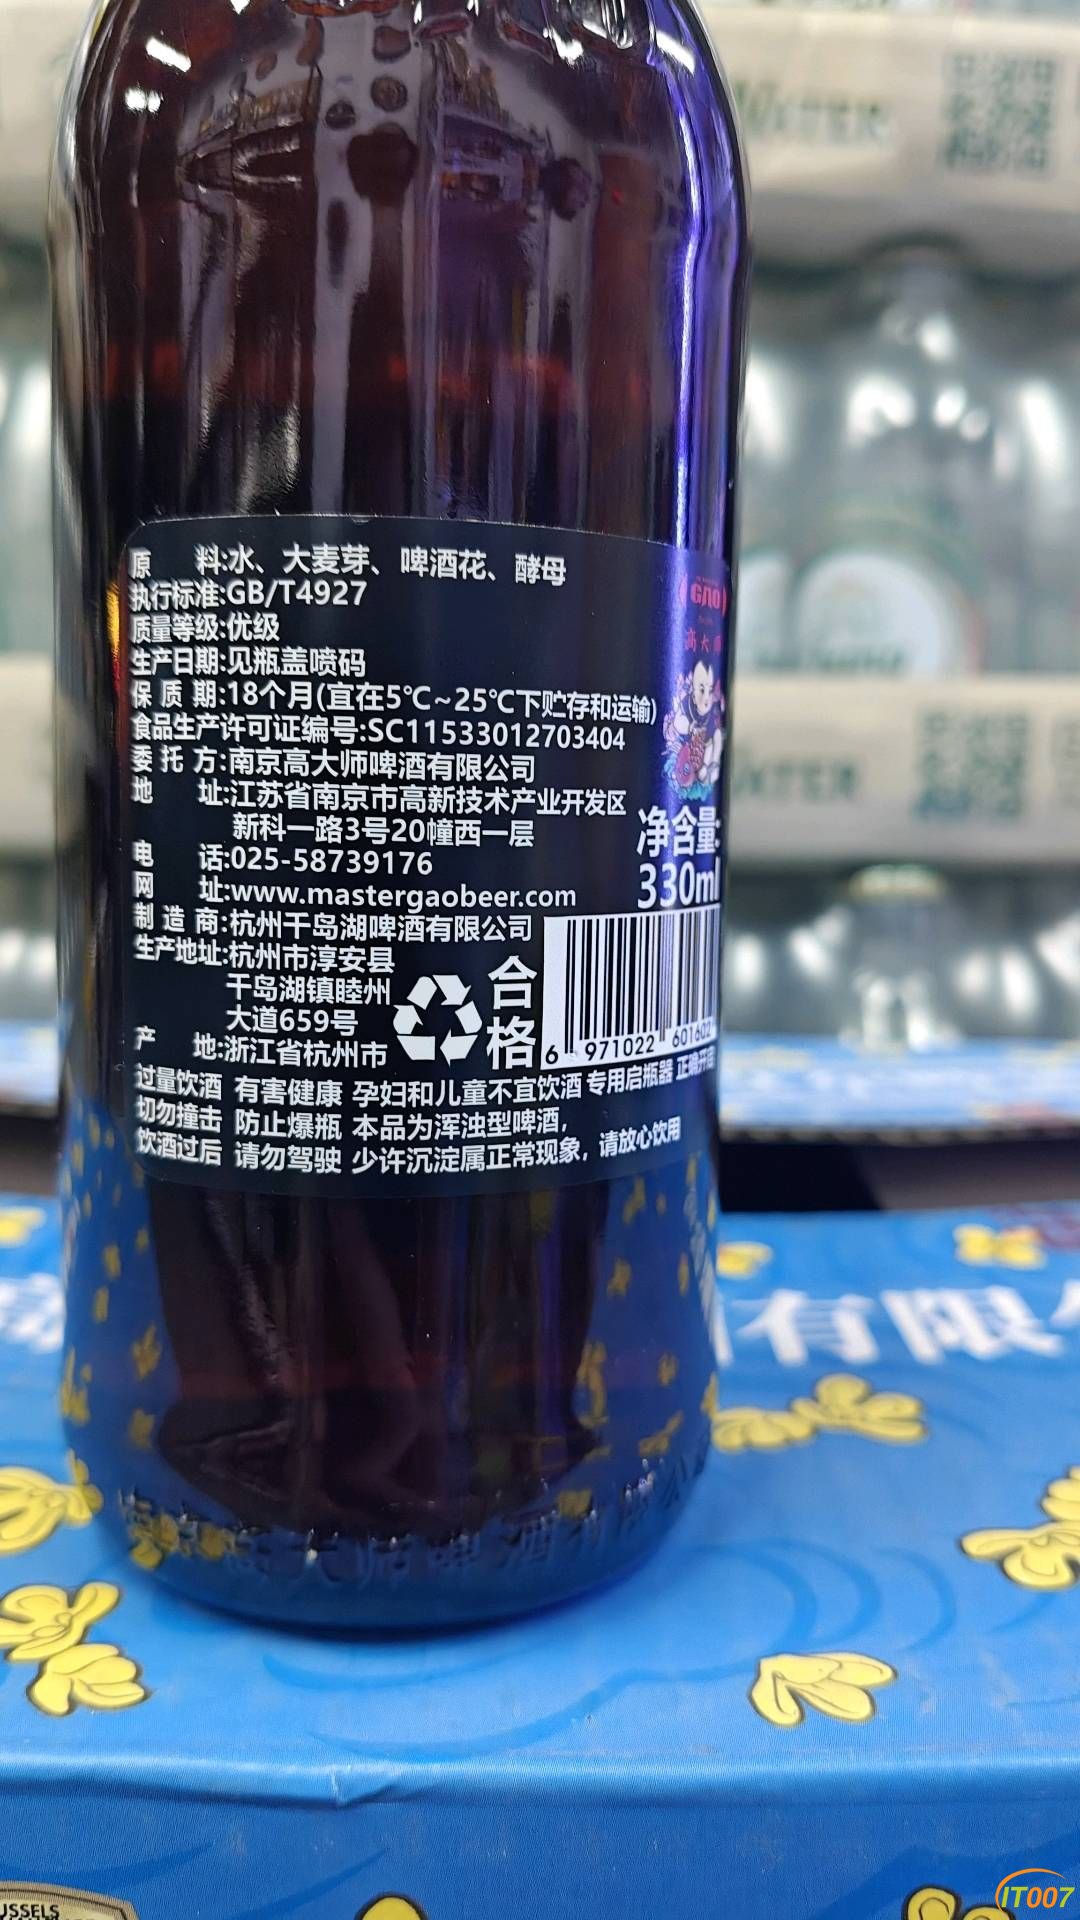 原 料:水、大麦芽、啤酒花、酵母
执行标准:GB/T4927
质量等级:优级
生产日期:见瓶盖喷码
保质期:18个月(宜在5℃~25℃下贮存和运输)
食品生产许可证编号:SC11533012703404
委托方:南京高大师啤酒有限公司
地 址:江苏省南京市高新技术产业开发区
新科一路3号20幢西一层
电 话:025-58739176
网 址:www.mastergaobeer.com
制造商:杭州千岛湖啤酒有限公司
生产地址:杭州市淳安县
千岛湖镇睦州
大道659号
产 地:浙江省杭州市
合格
GAO
高大师
净含量:
330ml
6 971022 601602
过量饮酒 有害健康 孕妇和儿童不宜饮酒 专用启瓶器 正确开启
切勿撞击 防止爆瓶 本品为浑浊型啤酒,
饮酒过后 请勿驾驶 少许沉淀属正常现象，请放心饮用
大师啤酒有限公
有限
USSELS
IT007